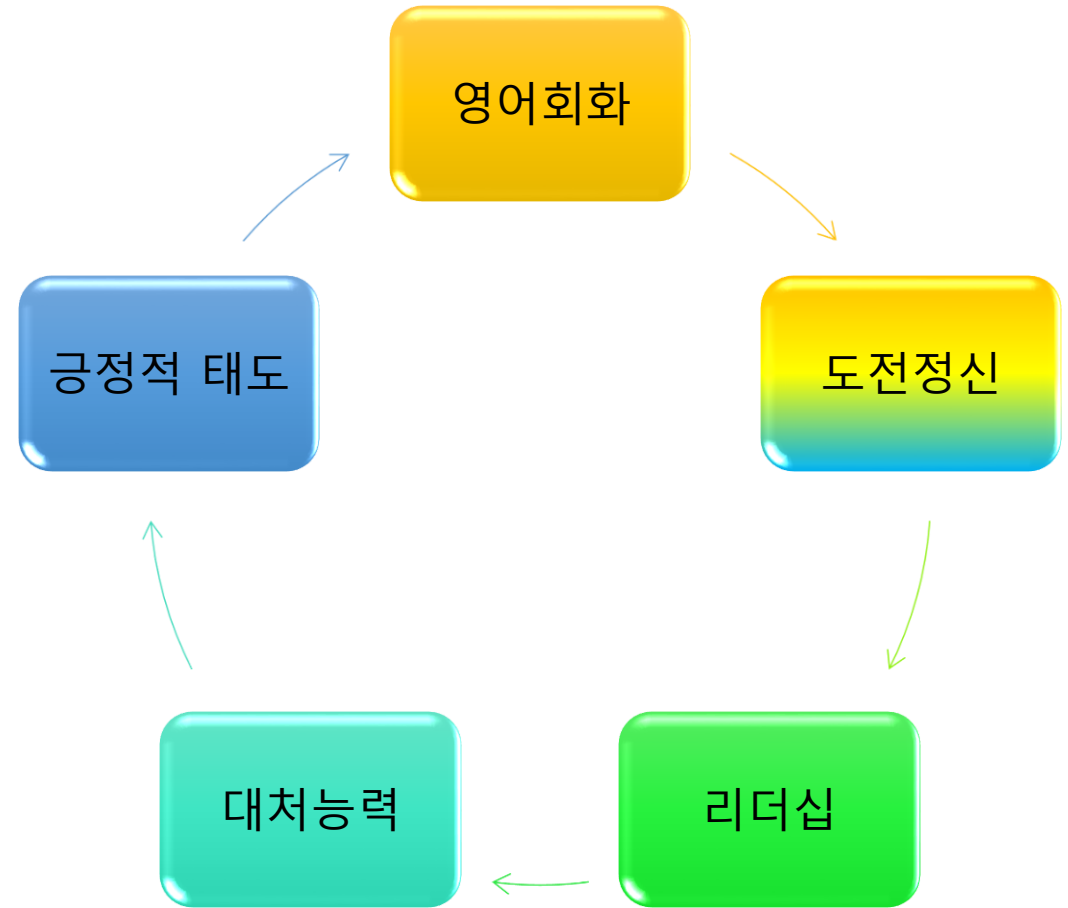 영어회화
도전정신
리더십
대처능력
긍정적 태도